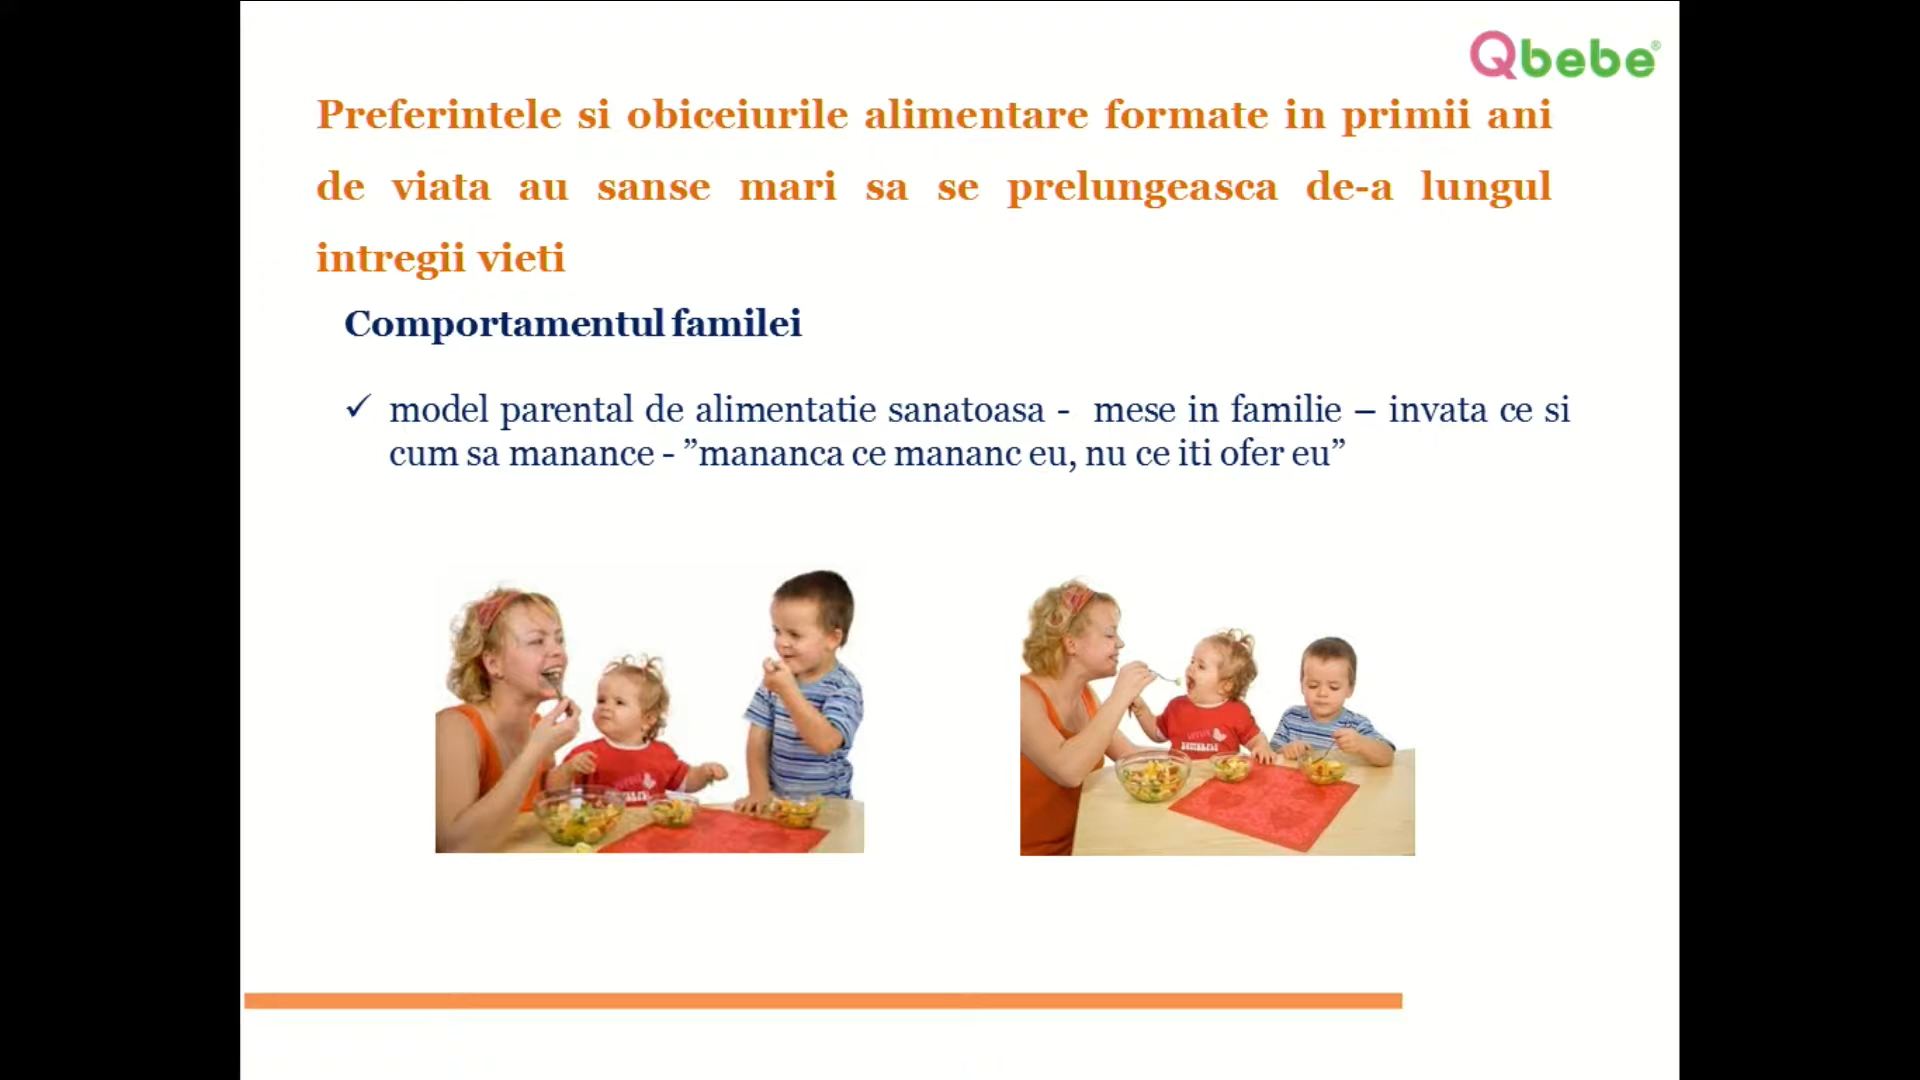 Qbebe®
Preferintele si obiceiurile alimentare formate in primii ani
de viata au sanse mari sa se prelungeasca de-a lungul
intregii vieti
Comportamentul familei
✓ model parental de alimentatie sanatoasa - mese in familie – invata ce si
cum sa manance - ”mananca ce mananc eu, nu ce iti ofer eu”